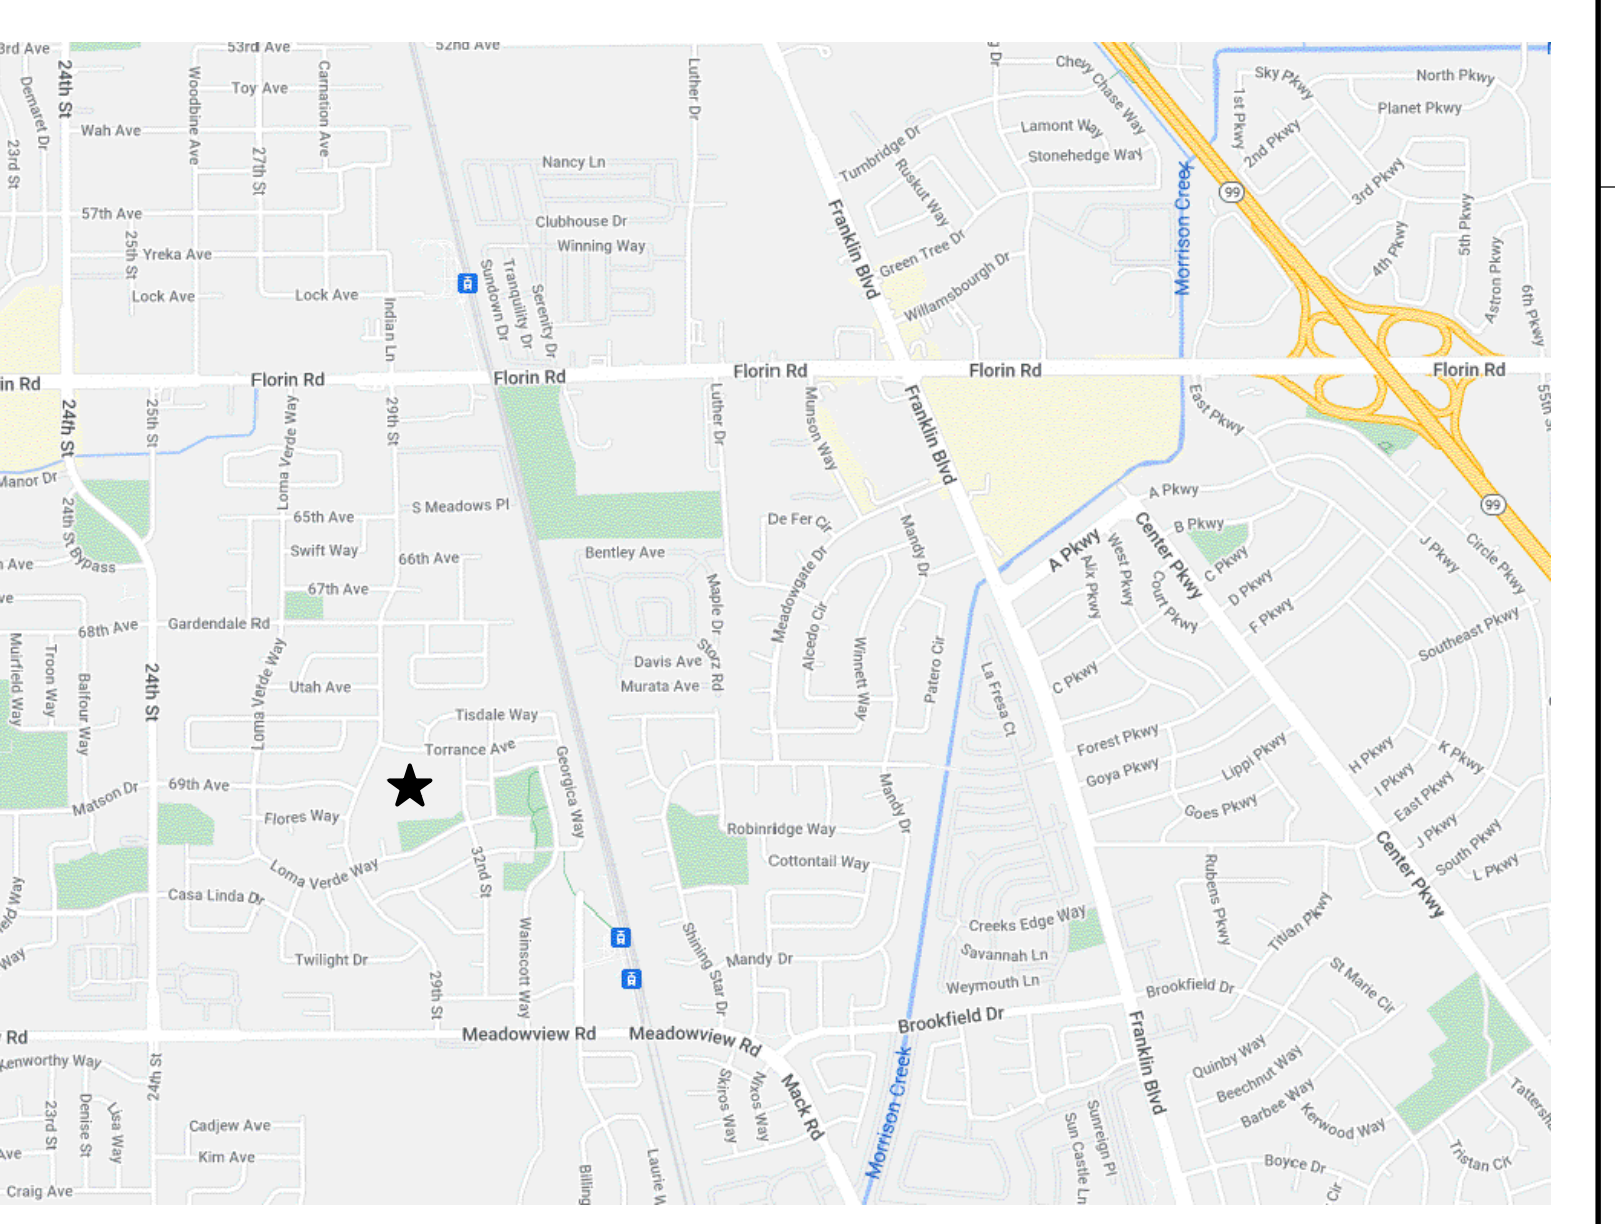 3rd Ave
53rd Ave
52nd Ave
24th St
Demaret Dr
23rd St
Woodbine Ave
Toy Ave
Carnation Ave
Wah Ave
27th St
57th Ave
25th St
Yreka Ave
Lock Ave
Lock Ave
Indian Ln
Luther Dr
Nancy Ln
Clubhouse Dr
Winning Way
Sundown Dr
Tranquility Dr
Serenity Dr
g Dr
Chevy Chase Way
Lamont Way
Stonehedge Way
Turnbridge Dr
Ruskut Way
Franklin Blvd
Green Tree Dr
Willamsbourgh Dr
Morrison Creek
99
Sky Pkwy
North Pkwy
Planet Pkwy
1st Pkwy
2nd Pkwy
3rd Pkwy
4th Pkwy
5th Pkwy
Astron Pkwy
6th Pkwy
in Rd
Florin Rd
Florin Rd
Florin Rd
Florin Rd
Florin Rd
24th St
25th St
Loma Verde Way
29th St
Luther Dr
Munson Way
Franklin Blvd
East Pkwy
55th St
Manor Dr
24th St Bypass
65th Ave
S Meadows Pl
Swift Way
66th Ave
67th Ave
Bentley Ave
De Fer Cir
Mandy Dr
A Pkwy
B Pkwy
A Pkwy
Center Pkwy
C Pkwy
D Pkwy
F Pkwy
J Pkwy
Circle Pkwy
99
Alix Pkwy
West Pkwy
Court Pkwy
Southeast Pkwy
n Ave
ve
68th Ave
Gardendale Rd
Muirfield Way
Troon Way
Balfour Way
24th St
Loma Verde Way
Utah Ave
Maple Dr
Storz Rd
Davis Ave
Murata Ave
Meadowgate Dr
Alcedo Cir
Winnett Way
Patero Cir
La Fresa Ct
C Pkwy
Tisdale Way
Torrance Ave
Georgica Way
Forest Pkwy
Goya Pkwy
Lippi Pkwy
Goes Pkwy
H Pkwy
I Pkwy
K Pkwy
East Pkwy
J Pkwy
South Pkwy
L Pkwy
Center Pkwy
Matson Dr
69th Ave
Flores Way
Loma Verde Way
32nd St
Mandy Dr
Robinridge Way
Cottontail Way
Casa Linda Dr
eld Way
Way
Twilight Dr
29th St
Wainscott Way
Shining Star Dr
Mandy Dr
Creeks Edge Way
Savannah Ln
Weymouth Ln
Rubens Pkwy
Titian Pkwy
St Marie Cir
Brookfield Dr
Brookfield Dr
Rd
Meadowview Rd
Meadowview Rd
Kenworthy Way
24th St
23rd St
Denise St
Lisa Way
Cadjew Ave
Kim Ave
Ave
Craig Ave
Billing
Laurie W
Skiros Way
Nixos Way
Mack Rd
Morrison Creek
Sunreign Pl
Sun Castle Ln
Franklin Blvd
Quinby Way
Beechnut Way
Barbee Way
Kerwood Way
Boyce Dr
Cir
Tristan Cir
Tattersha